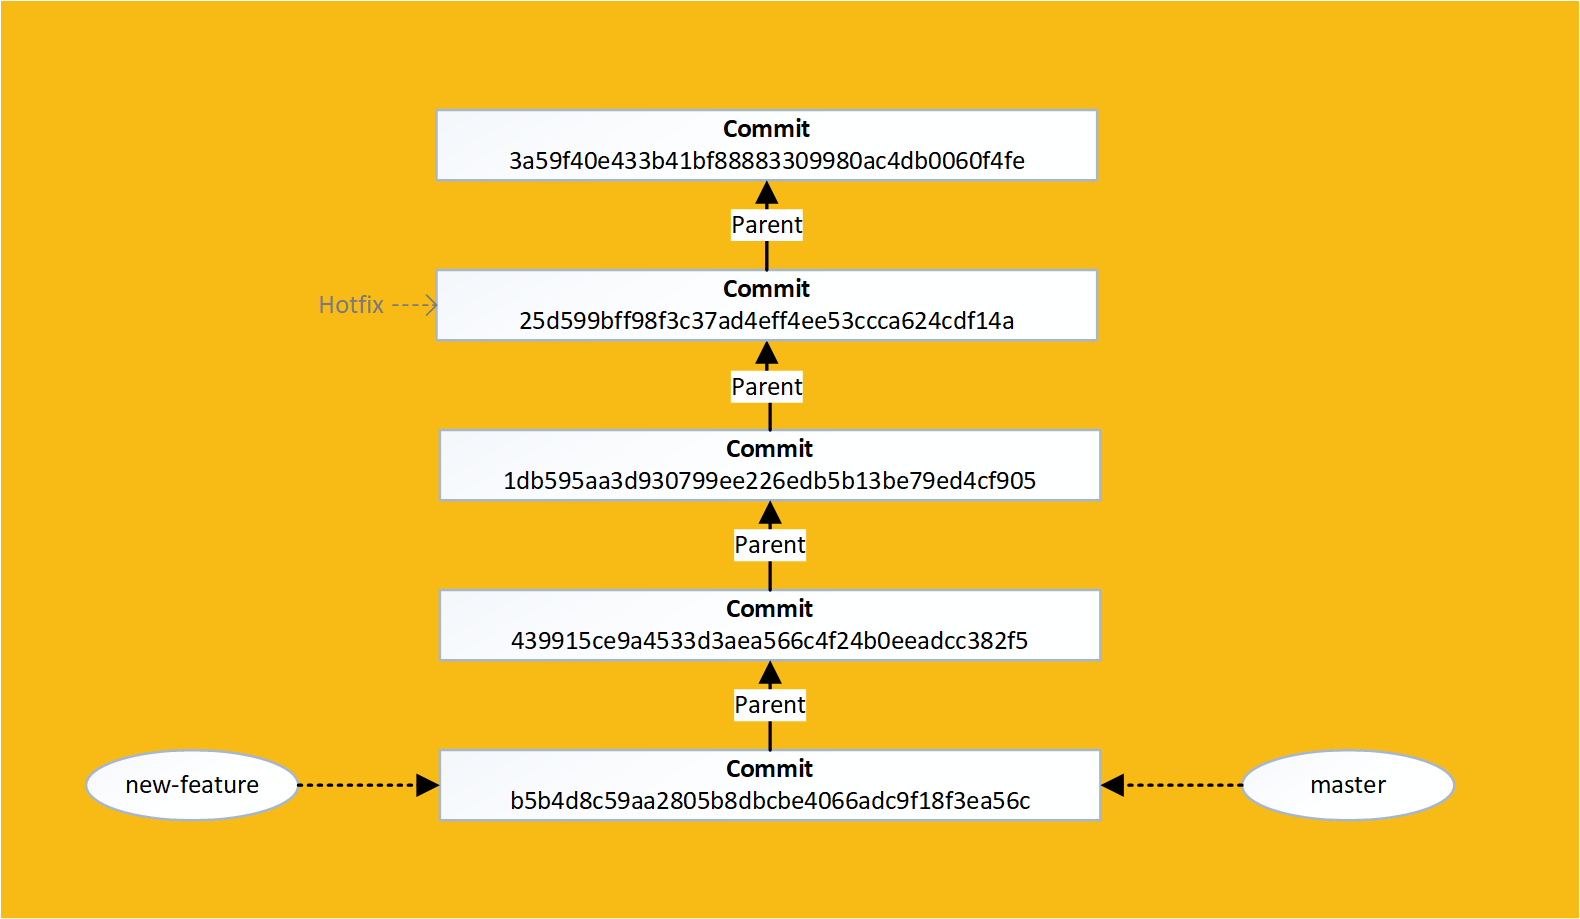 Commit
3a59f40e433b41bf88883309980ac4db0060f4fe
Parent
Hotfix
Commit
25d599bff98f3c37ad4eff4ee53ccca624cdf14a
Parent
Commit
1db595aa3d930799ee226edb5b13be79ed4cf905
Parent
Commit
439915ce9a4533d3aea566c4f24b0eeadcc382f5
Parent
new-feature
Commit
b5b4d8c59aa2805b8dbcbe4066adc9f18f3ea56c
master